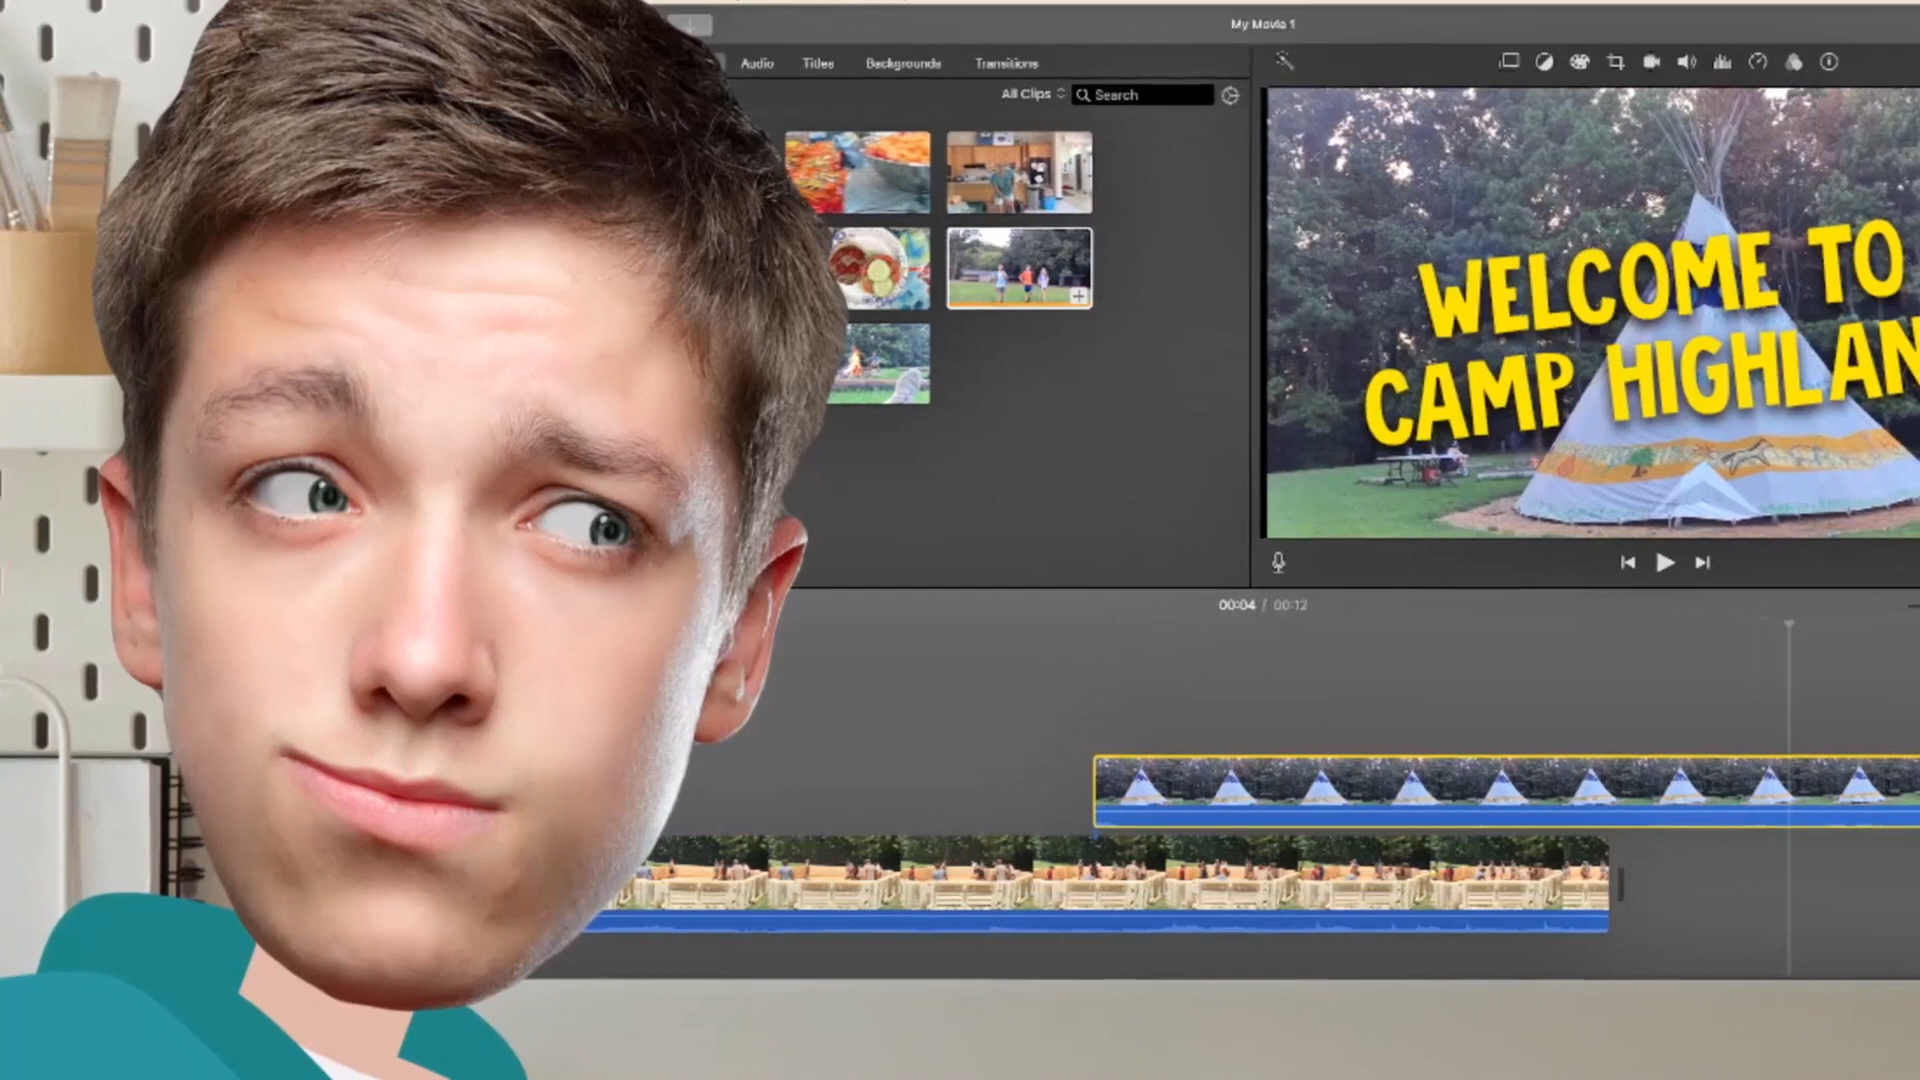 My Movie 1
Audio Titles Backgrounds Transitions
All Clips Search
WELCOME TO
CAMP HIGHLAN
00:04 / 00:12